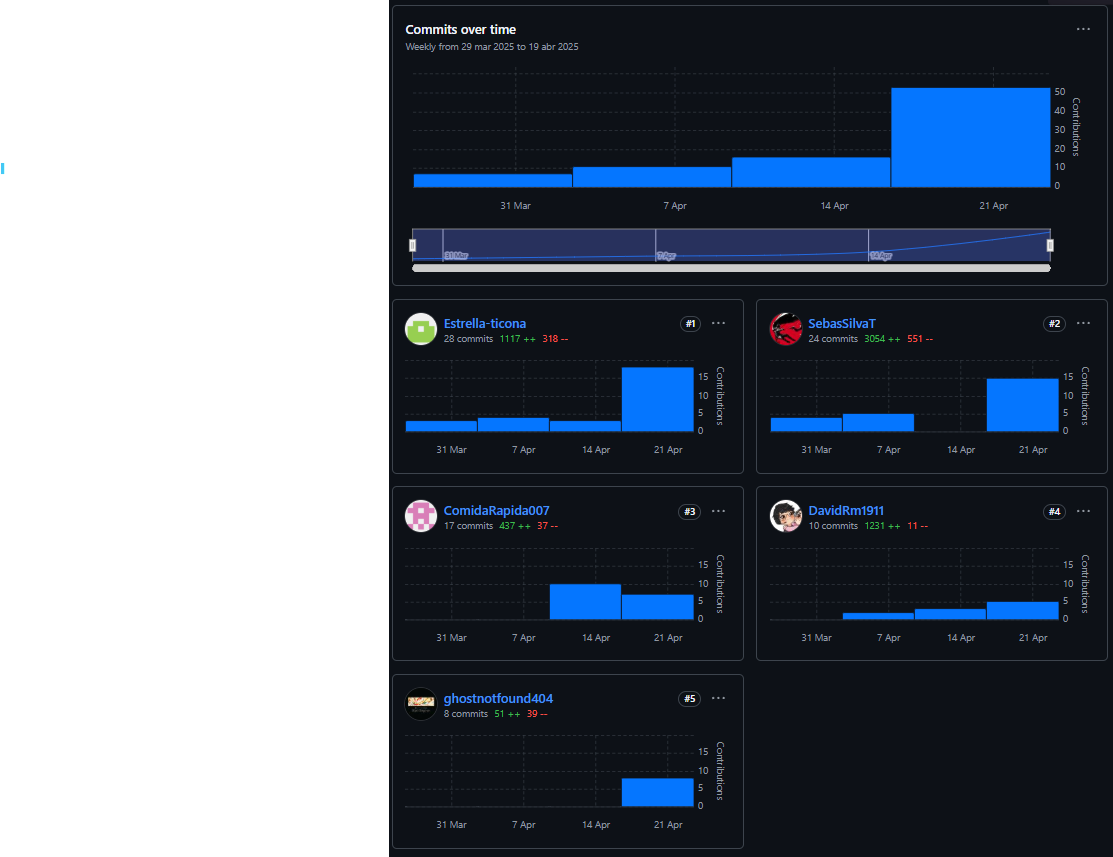 Commits over time
Weekly from 29 mar 2025 to 19 abr 2025
50
40
30
20
10
0
Contributions
31 Mar 7 Apr 14 Apr 21 Apr
31 Mar 7 Apr 14 Apr
Estrella-ticona #1
28 commits 1117 ++ 318 --
15
10
5
0
Contributions
31 Mar 7 Apr 14 Apr 21 Apr
SebasSilvaT #2
24 commits 3054 ++ 551 --
15
10
5
0
Contributions
31 Mar 7 Apr 14 Apr 21 Apr
ComidaRapida007 #3
17 commits 437 ++ 37 --
15
10
5
0
Contributions
31 Mar 7 Apr 14 Apr 21 Apr
DavidRm1911 #4
10 commits 1231 ++ 11 --
15
10
5
0
Contributions
31 Mar 7 Apr 14 Apr 21 Apr
ghostnotfound404 #5
8 commits 51 ++ 39 --
15
10
5
0
Contributions
31 Mar 7 Apr 14 Apr 21 Apr